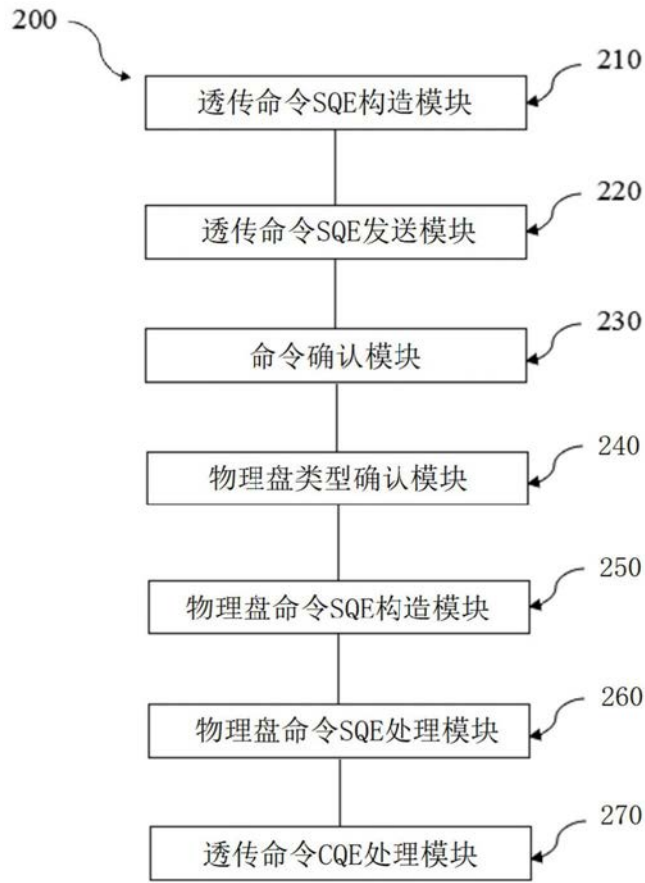 200
210
透传命令SQE构造模块
220
透传命令SQE发送模块
230
命令确认模块
240
物理盘类型确认模块
250
物理盘命令SQE构造模块
260
物理盘命令SQE处理模块
270
透传命令CQE处理模块